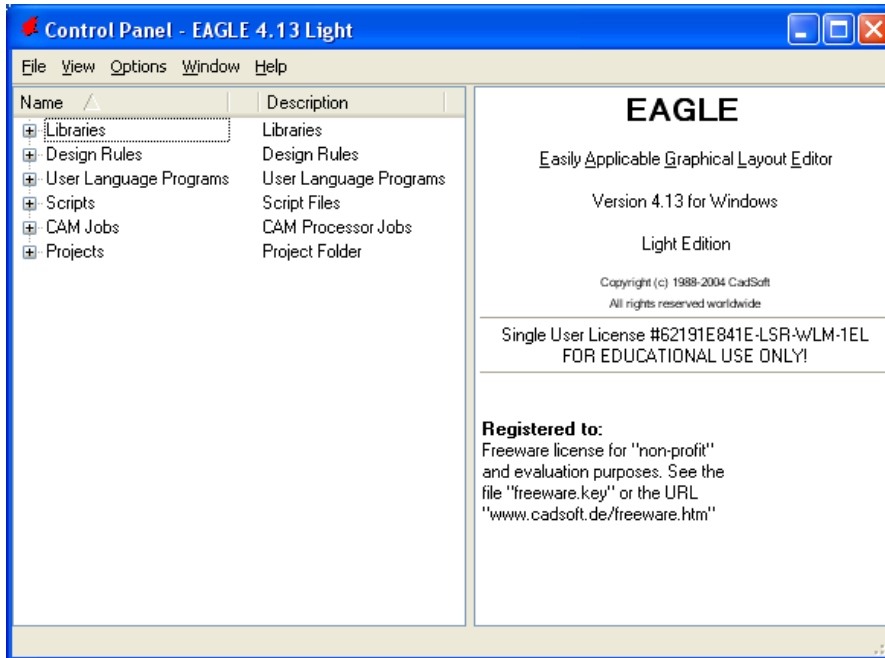 Control Panel - EAGLE 4.13 Light
File View Options Window Help
Name Description
Libraries Libraries
Design Rules Design Rules
User Language Programs User Language Programs
Scripts Script Files
CAM Jobs CAM Processor Jobs
Projects Project Folder
EAGLE
Easily Applicable Graphical Layout Editor
Version 4.13 for Windows
Light Edition
Copyright (c) 1988-2004 CadSoft
All rights reserved worldwide
Single User License #62191E841E-LSR-WLM-1EL
FOR EDUCATIONAL USE ONLY!
Registered to:
Freeware license for "non-profit"
and evaluation purposes. See the
file "freeware.key" or the URL
"www.cadsoft.de/freeware.htm"